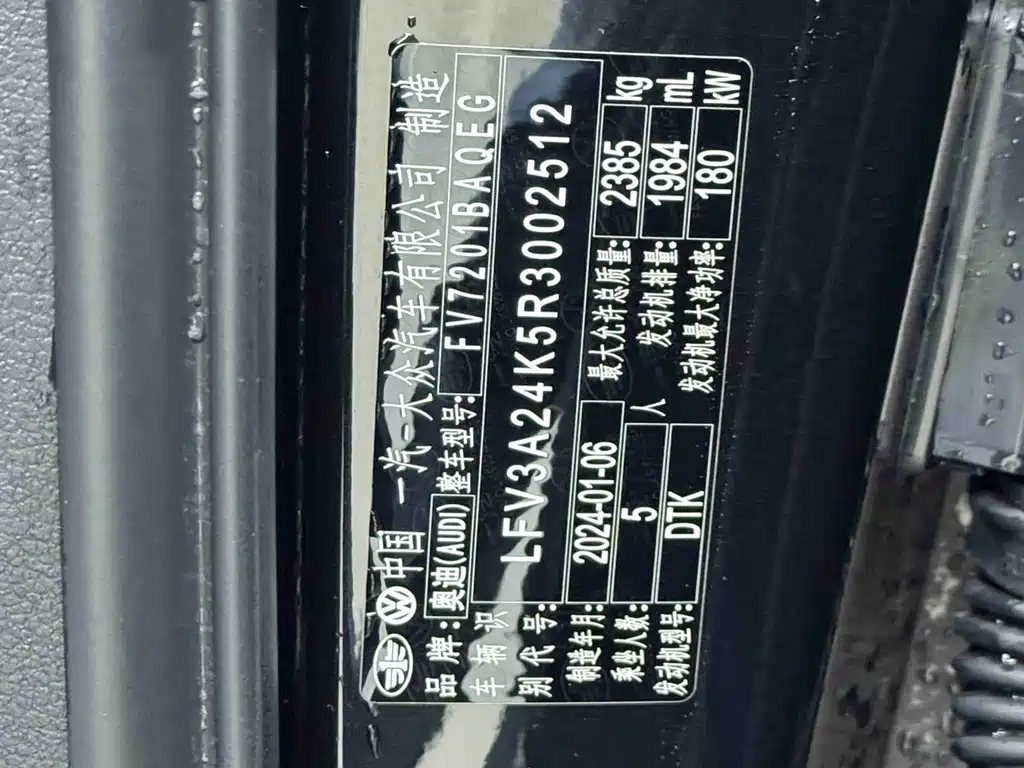 中国 一汽-大众汽车有限公司 制造
品牌: 奥迪(AUDI) 整车型号: FV7201BAQEG
车辆识别代号: LFV3A24K5R3002512
制造年月: 2024-01-06 最大允许总质量: 2385 kg
乘坐人数: 5 人 发动机排量: 1984 mL
发动机型号: DTK 发动机最大净功率: 180 kW